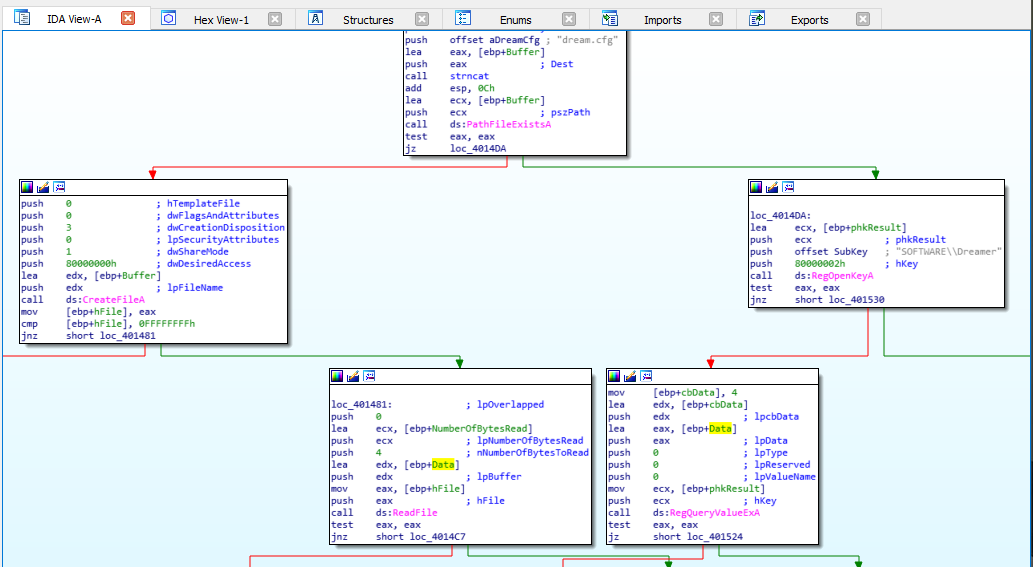 IDA View-A
Hex View-1
Structures
Enums
Imports
Exports
push offset aDreamCfg ; "dream.cfg"
lea eax, [ebp+Buffer]
push eax ; Dest
call strncat
add esp, 0Ch
lea ecx, [ebp+Buffer]
push ecx ; pszPath
call ds:PathFileExistsA
test eax, eax
jz loc_4014DA
push 0 ; hTemplateFile
push 0 ; dwFlagsAndAttributes
push 3 ; dwCreationDisposition
push 0 ; lpSecurityAttributes
push 1 ; dwShareMode
push 80000000h ; dwDesiredAccess
lea edx, [ebp+Buffer]
push edx ; lpFileName
call ds:CreateFileA
mov [ebp+hFile], eax
cmp [ebp+hFile], 0FFFFFFFFh
jnz short loc_401481
loc_4014DA:
lea ecx, [ebp+phkResult]
push ecx ; phkResult
push offset SubKey ; "SOFTWARE\\Dreamer"
push 80000002h ; hKey
call ds:RegOpenKeyA
test eax, eax
jnz short loc_401530
loc_401481: ; lpOverlapped
push 0
lea ecx, [ebp+NumberOfBytesRead]
push ecx ; lpNumberOfBytesRead
push 4 ; nNumberOfBytesToRead
lea edx, [ebp+Data]
push edx ; lpBuffer
mov eax, [ebp+hFile]
push eax ; hFile
call ds:ReadFile
test eax, eax
jnz short loc_4014C7
mov [ebp+cbData], 4
lea edx, [ebp+cbData]
push edx ; lpcbData
lea eax, [ebp+Data]
push eax ; lpData
push 0 ; lpType
push 0 ; lpReserved
push 0 ; lpValueName
mov ecx, [ebp+phkResult]
push ecx ; hKey
call ds:RegQueryValueExA
test eax, eax
jz short loc_401524